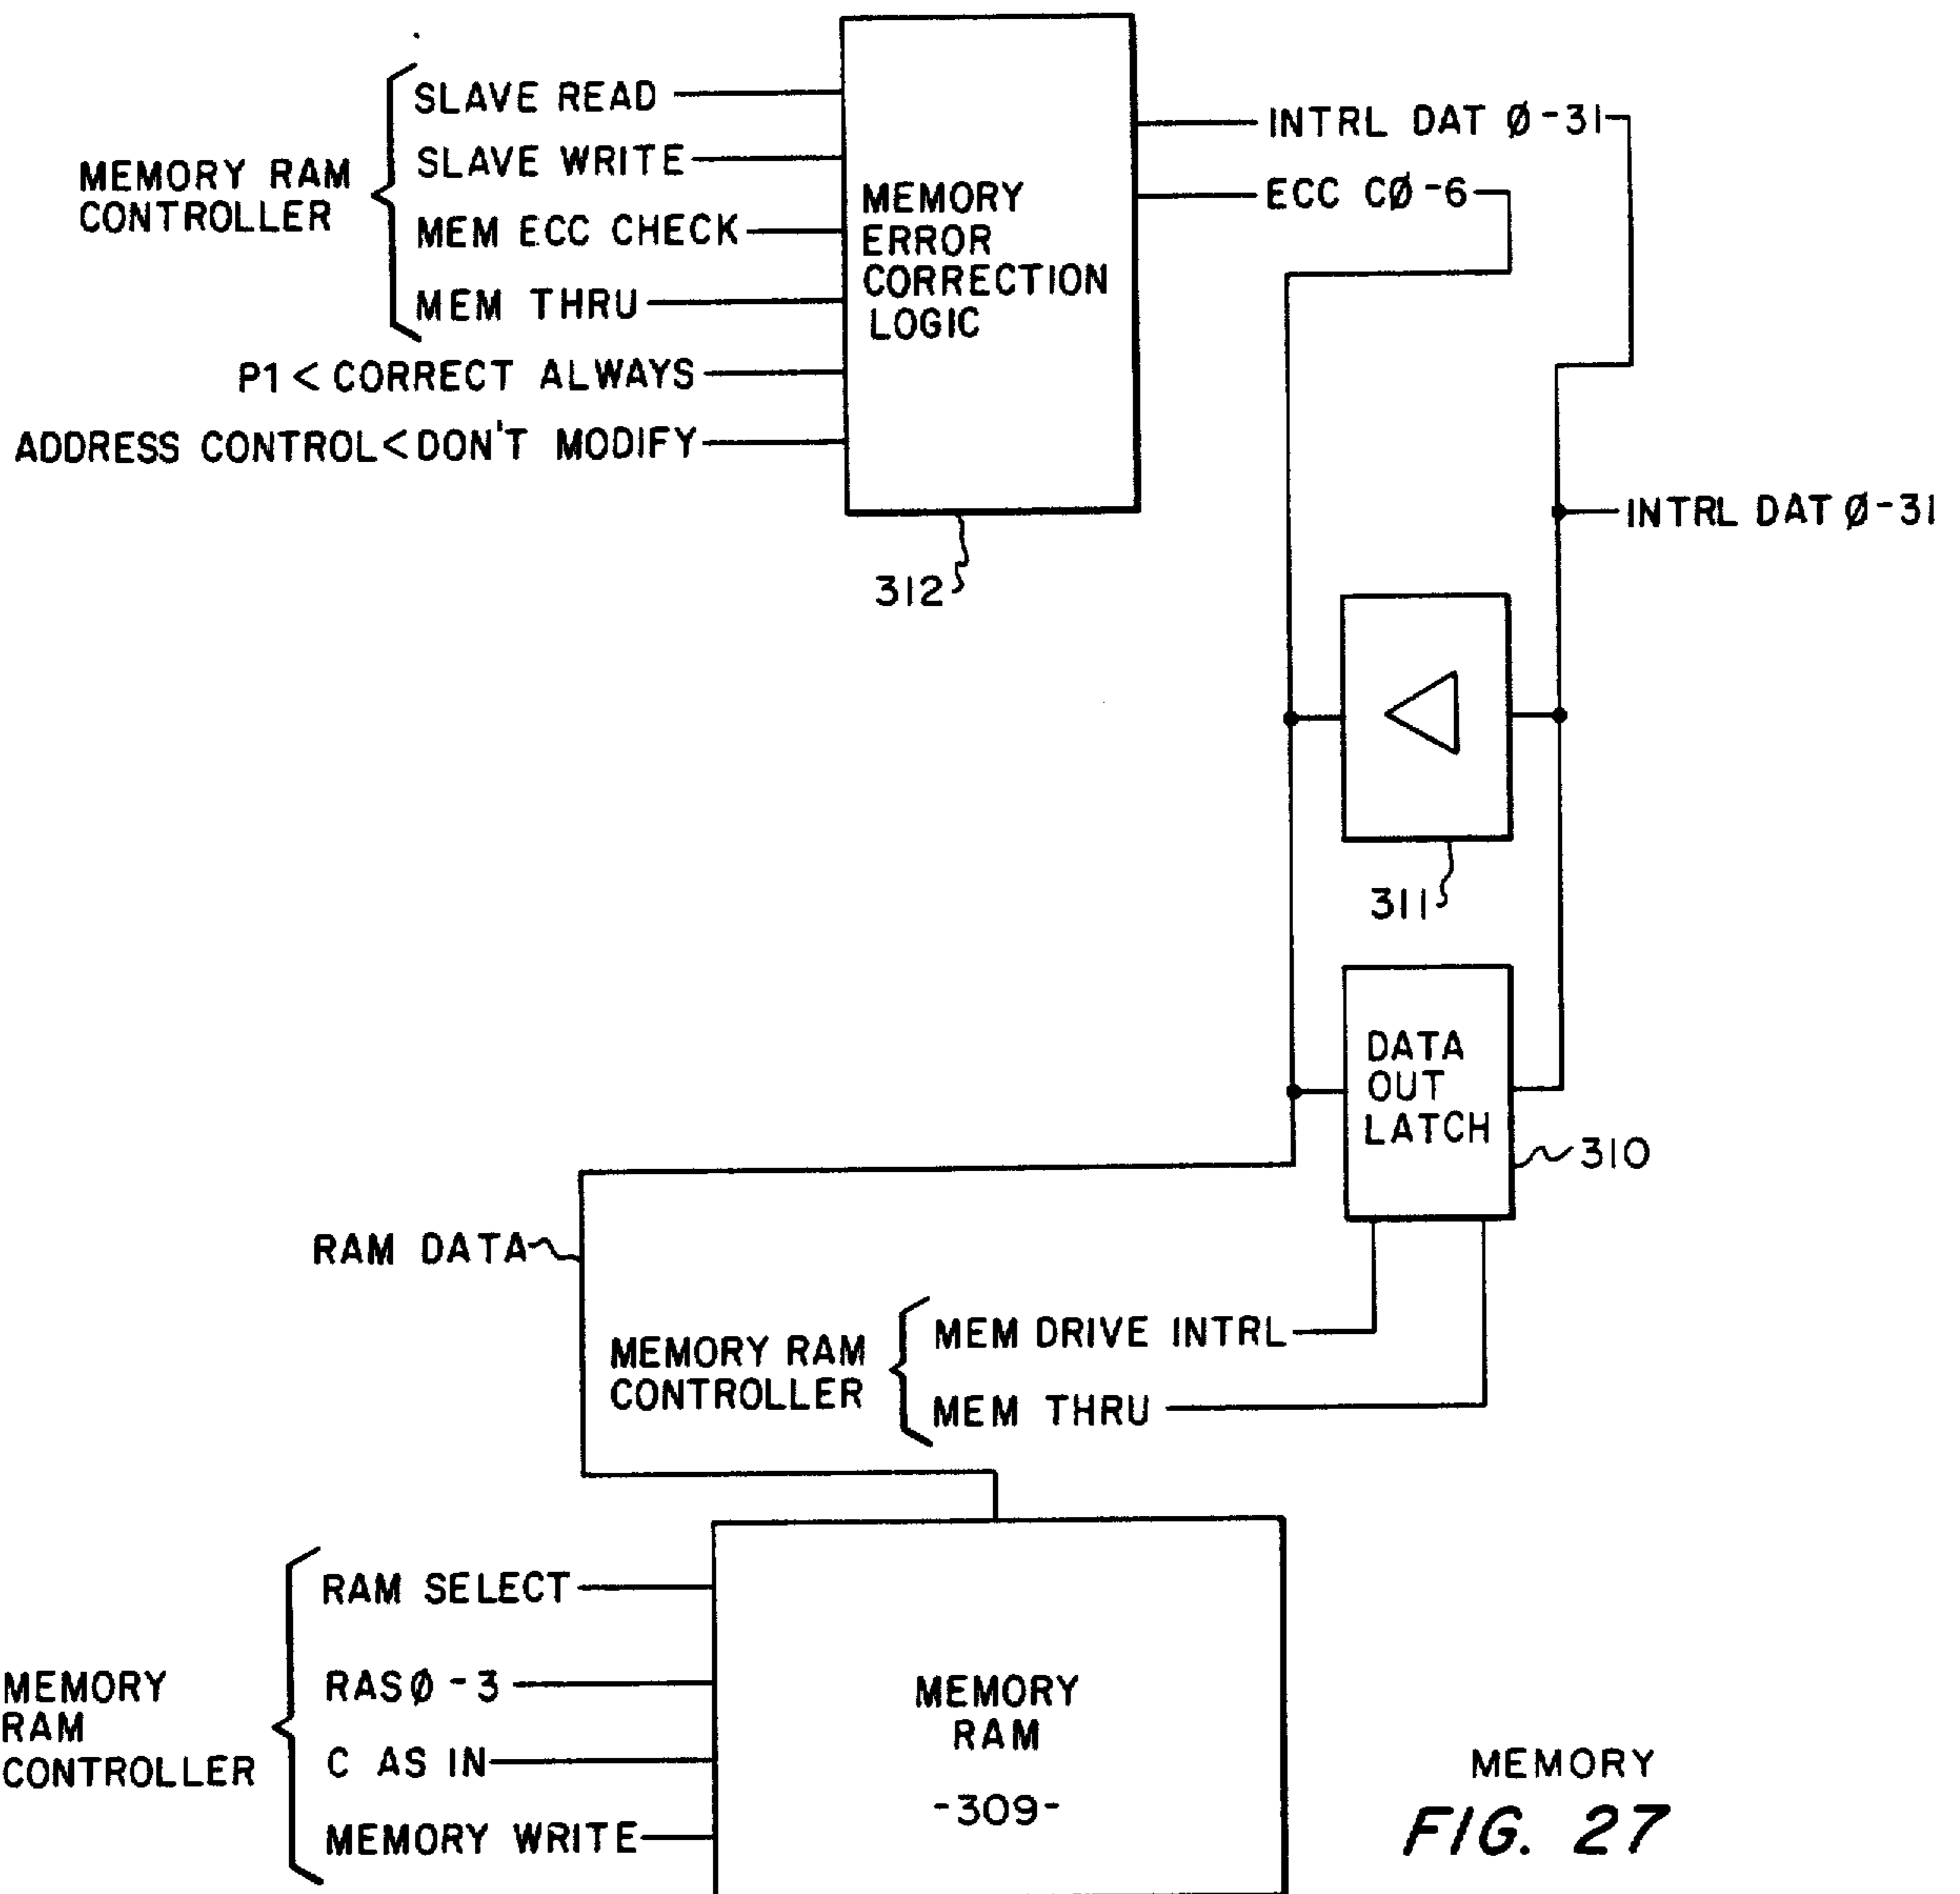 SLAVE READ
SLAVE WRITE
MEM ECC CHECK
MEM THRU
MEMORY RAM
CONTROLLER
P1 < CORRECT ALWAYS
ADDRESS CONTROL < DON'T MODIFY
MEMORY
ERROR
CORRECTION
LOGIC
312
INTRL DAT Ø-31
ECC CØ-6
INTRL DAT Ø-31
311
DATA
OUT
LATCH
310
RAM DATA
MEMORY RAM
CONTROLLER
MEM DRIVE INTRL
MEM THRU
MEMORY
RAM
CONTROLLER
RAM SELECT
RASØ-3
C AS IN
MEMORY WRITE
MEMORY
RAM
-309-
MEMORY
FIG. 27